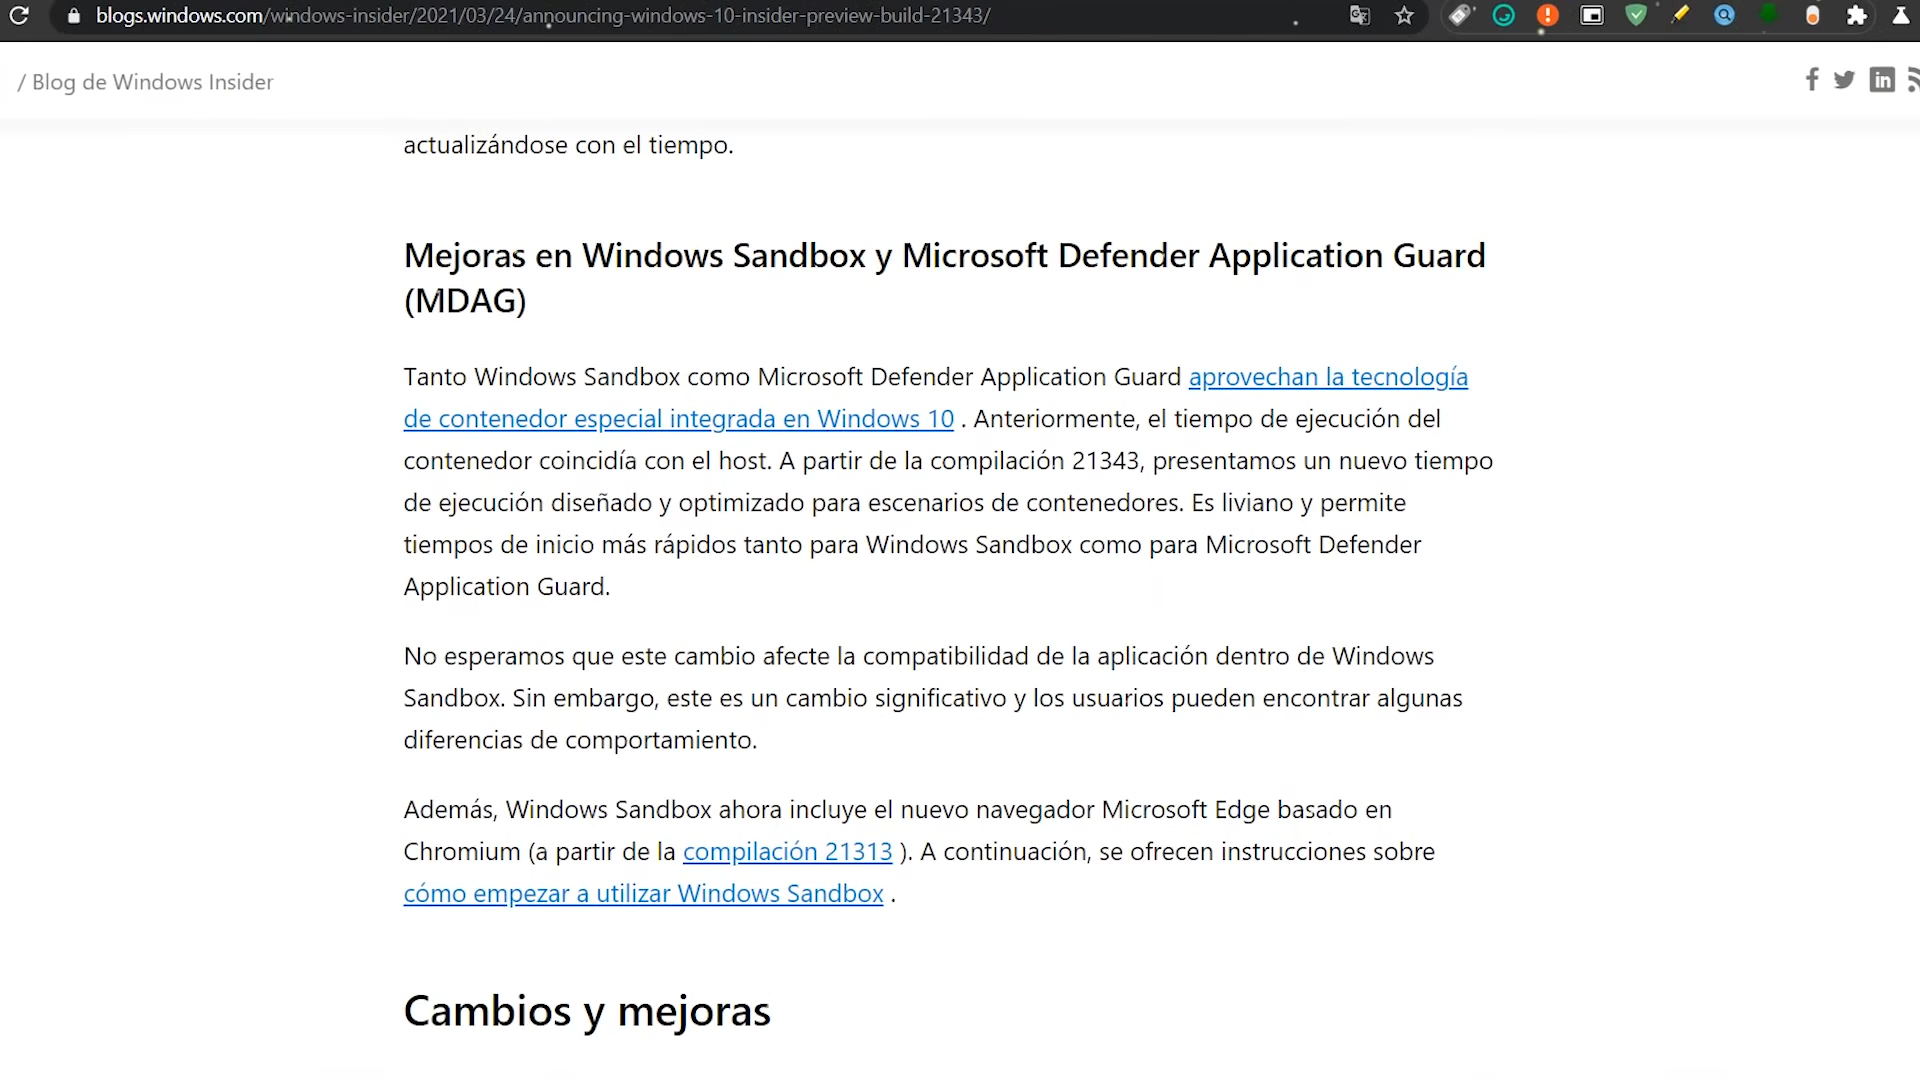 blogs.windows.com/windows-insider/2021/03/24/announcing-windows-10-insider-preview-build-21343/
/ Blog de Windows Insider
actualizándose con el tiempo.
Mejoras en Windows Sandbox y Microsoft Defender Application Guard
(MDAG)
Tanto Windows Sandbox como Microsoft Defender Application Guard aprovechan la tecnología
de contenedor especial integrada en Windows 10 . Anteriormente, el tiempo de ejecución del
contenedor coincidía con el host. A partir de la compilación 21343, presentamos un nuevo tiempo
de ejecución diseñado y optimizado para escenarios de contenedores. Es liviano y permite
tiempos de inicio más rápidos tanto para Windows Sandbox como para Microsoft Defender
Application Guard.
No esperamos que este cambio afecte la compatibilidad de la aplicación dentro de Windows
Sandbox. Sin embargo, este es un cambio significativo y los usuarios pueden encontrar algunas
diferencias de comportamiento.
Además, Windows Sandbox ahora incluye el nuevo navegador Microsoft Edge basado en
Chromium (a partir de la compilación 21313 ). A continuación, se ofrecen instrucciones sobre
cómo empezar a utilizar Windows Sandbox .
Cambios y mejoras